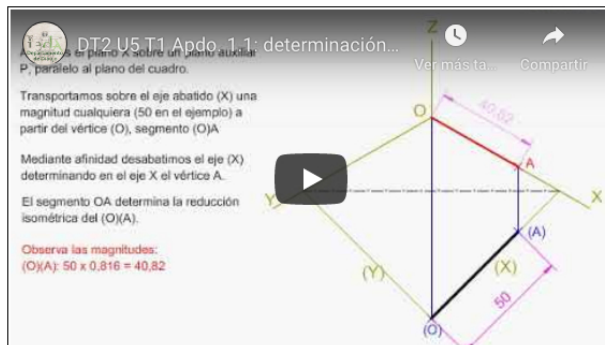 DT2 U5 T1 Apdo. 1.1: determinación...
Ver más ta...
Compartir
P, paralelo al plano del cuadro.
Transportamos sobre el eje abatido (X) una
magnitud cualquiera (50 en el ejemplo) a
partir del vértice (O), segmento (O)A
Mediante afinidad desabatimos el eje (X)
determinando en el eje X el vértice A.
El segmento OA determina la reducción
isométrica del (O)(A).
Observa las magnitudes:
(O)(A): 50 x 0,816 = 40,82
Z
O
40,82
A
Y
X
(A)
(Y)
(X)
50
(O)